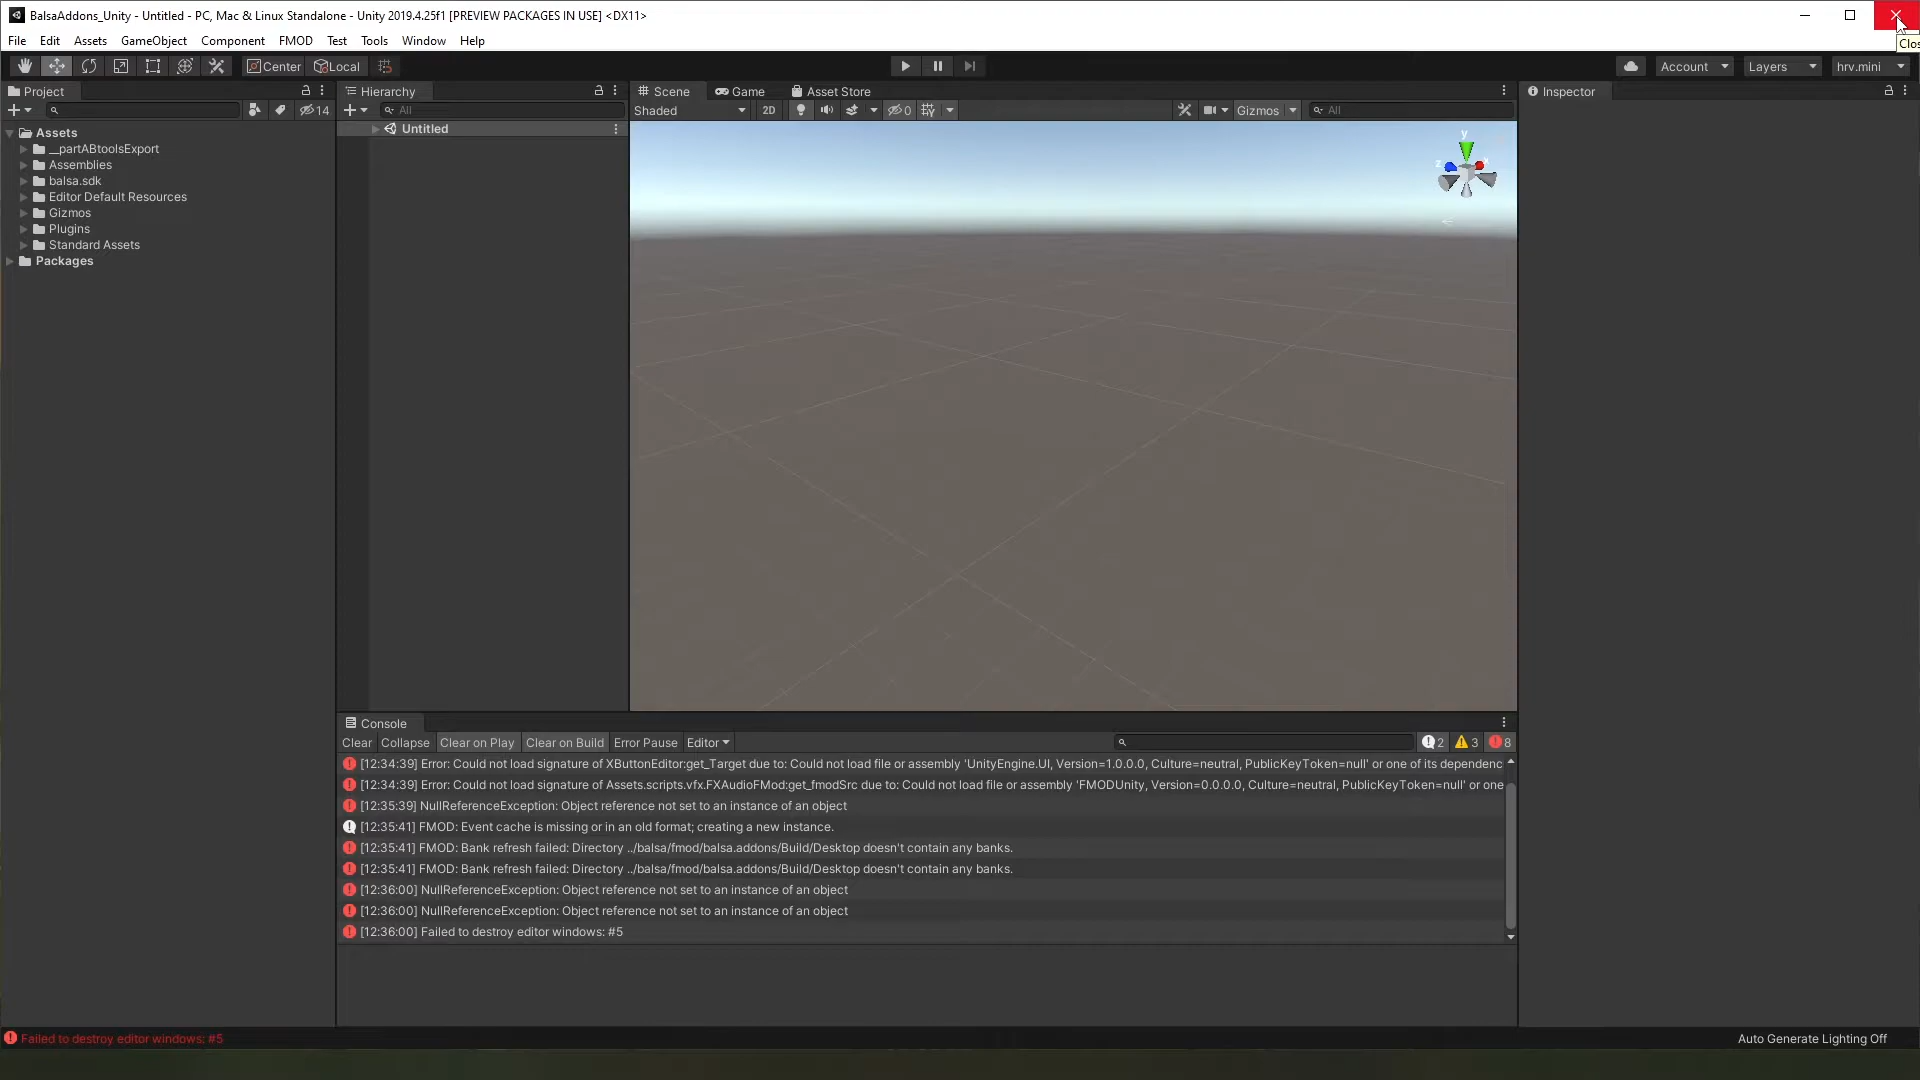 BalsaAddons_Unity - Untitled - PC, Mac & Linux Standalone - Unity 2019.4.25f1 [PREVIEW PACKAGES IN USE] <DX11>
File Edit Assets GameObject Component FMOD Test Tools Window Help
Clos
Center Local Account Layers hrv.mini
Project Hierarchy Scene Game Asset Store Inspector
14 All Shaded 2D 0 Gizmos All
Assets
Untitled
__partABtoolsExport
Assemblies
balsa.sdk
Editor Default Resources
Gizmos
Plugins
Standard Assets
Packages
y
z x
Console
Clear Collapse Clear on Play Clear on Build Error Pause Editor 2 3 8
[12:34:39] Error: Could not load signature of XButtonEditor:get_Target due to: Could not load file or assembly 'UnityEngine.UI, Version=1.0.0.0, Culture=neutral, PublicKeyToken=null' or one of its dependenc
[12:34:39] Error: Could not load signature of Assets.scripts.vfx.FXAudioFMod:get_fmodSrc due to: Could not load file or assembly 'FMODUnity, Version=0.0.0.0, Culture=neutral, PublicKeyToken=null' or one
[12:35:39] NullReferenceException: Object reference not set to an instance of an object
[12:35:41] FMOD: Event cache is missing or in an old format; creating a new instance.
[12:35:41] FMOD: Bank refresh failed: Directory ../balsa/fmod/balsa.addons/Build/Desktop doesn't contain any banks.
[12:35:41] FMOD: Bank refresh failed: Directory ../balsa/fmod/balsa.addons/Build/Desktop doesn't contain any banks.
[12:36:00] NullReferenceException: Object reference not set to an instance of an object
[12:36:00] NullReferenceException: Object reference not set to an instance of an object
[12:36:00] Failed to destroy editor windows: #5
Failed to destroy editor windows: #5
Auto Generate Lighting Off